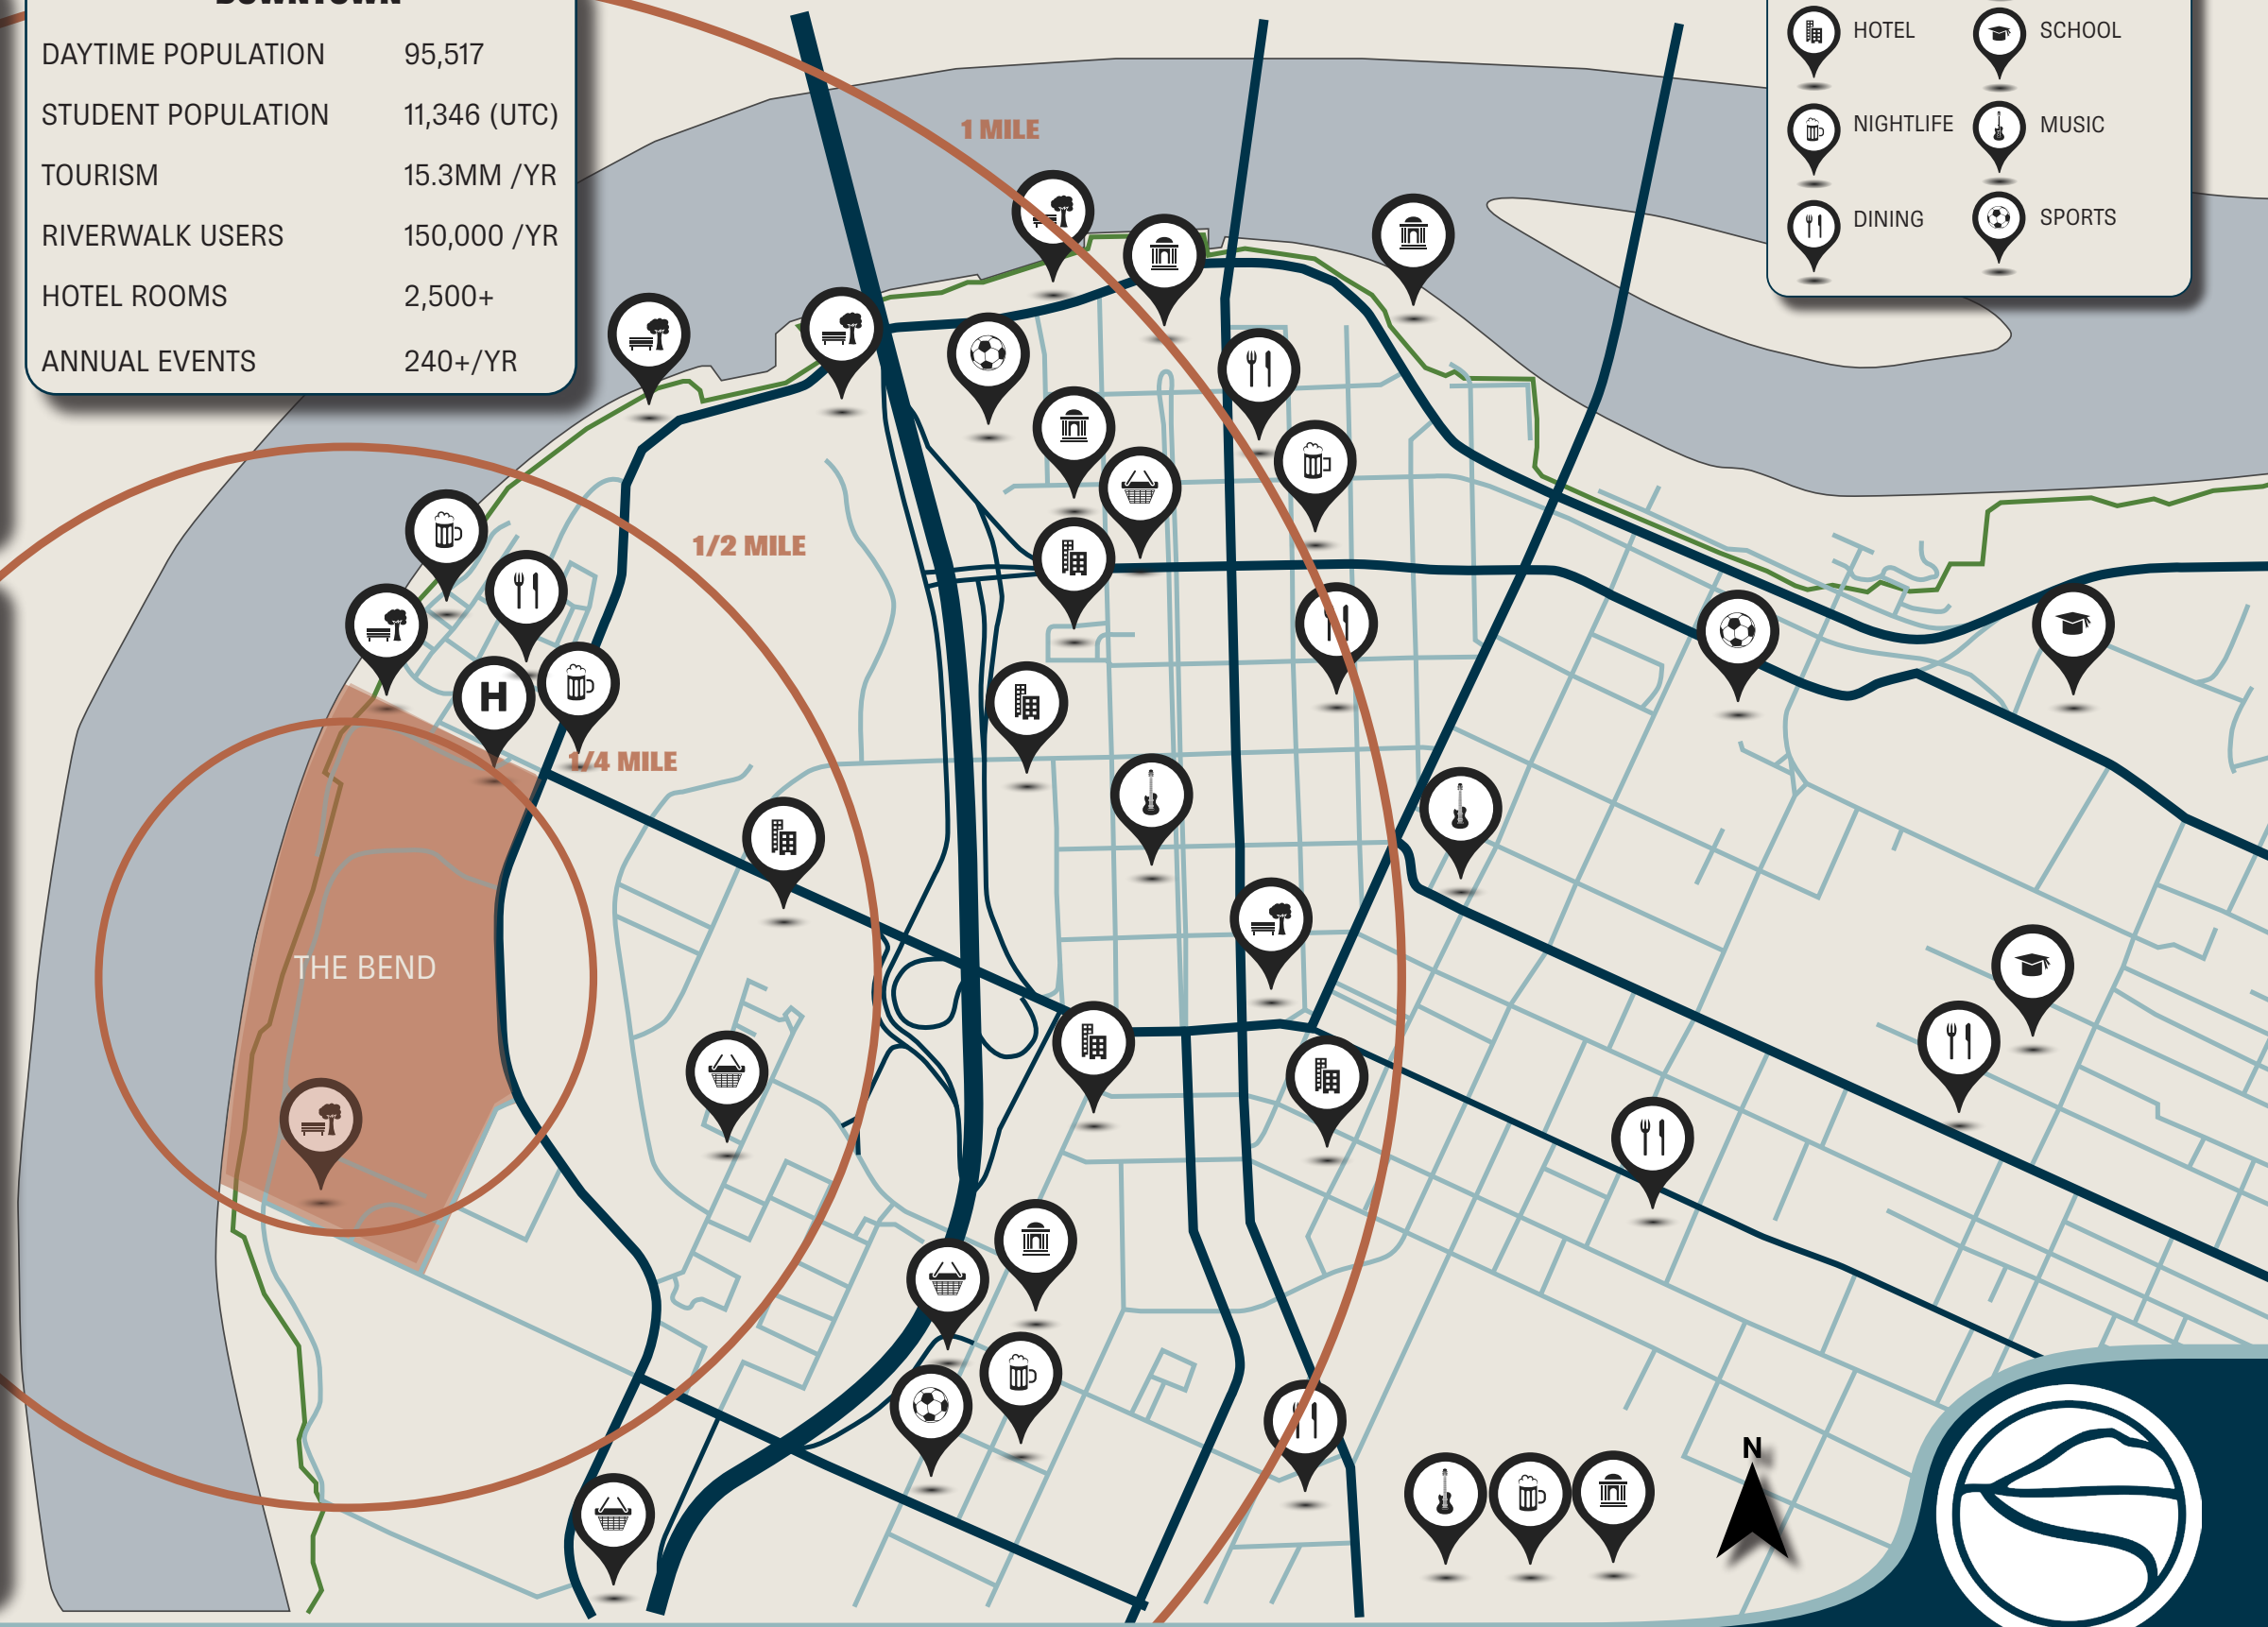 DOWNTOWN
DAYTIME POPULATION 95,517
STUDENT POPULATION 11,346 (UTC)
TOURISM 15.3MM /YR
RIVERWALK USERS 150,000 /YR
HOTEL ROOMS 2,500+
ANNUAL EVENTS 240+/YR
HOTEL SCHOOL
NIGHTLIFE MUSIC
DINING SPORTS
1 MILE
1/2 MILE
H
1/4 MILE
THE BEND
N